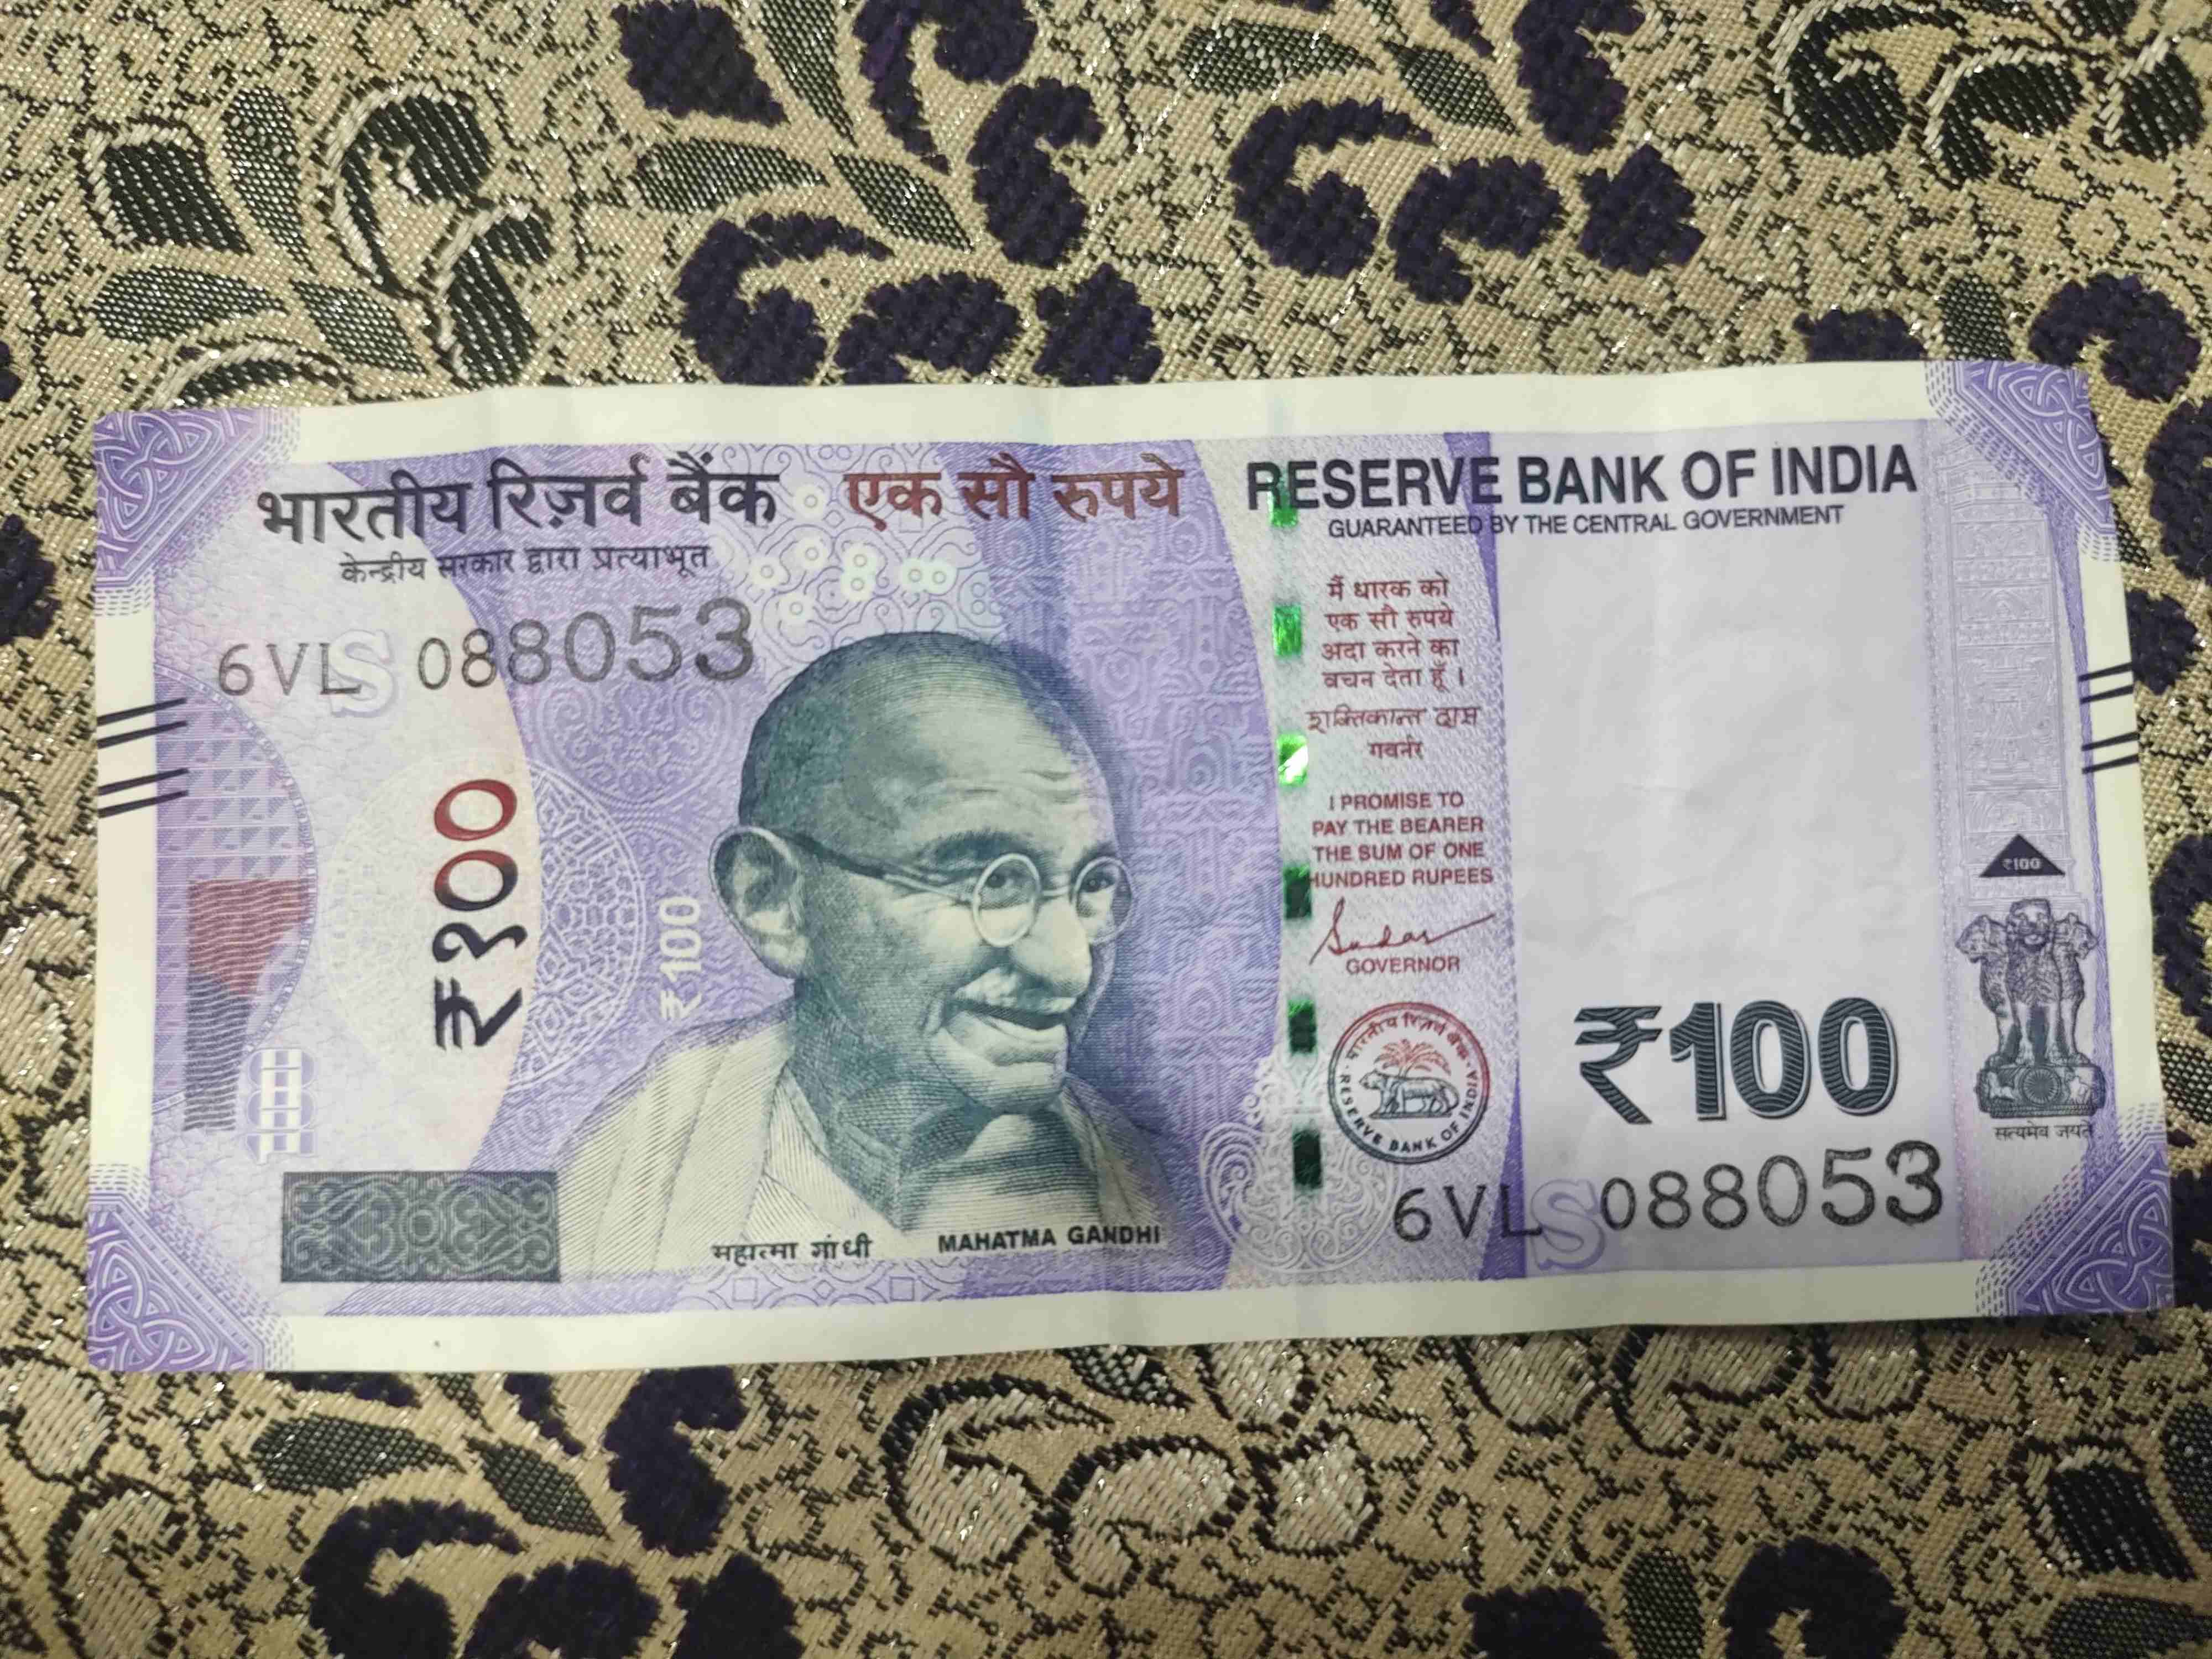 भारतीय रिज़र्व बैंक एक सौ रुपये RESERVE BANK OF INDIA
केन्द्रीय सरकार द्वारा प्रत्याभूत GUARANTEED BY THE CENTRAL GOVERNMENT
6VL 088053
S
₹१००
₹100
मैं धारक को
एक सौ रुपये
अदा करने का
वचन देता हूँ ।
शक्तिकान्त दास
गवर्नर
I PROMISE TO
PAY THE BEARER
THE SUM OF ONE
HUNDRED RUPEES
GOVERNOR
भारतीय रिज़र्व बैंक
RESERVE BANK OF INDIA
₹100
₹100
सत्यमेव जयते
6VL 088053
S
महात्मा गांधी MAHATMA GANDHI